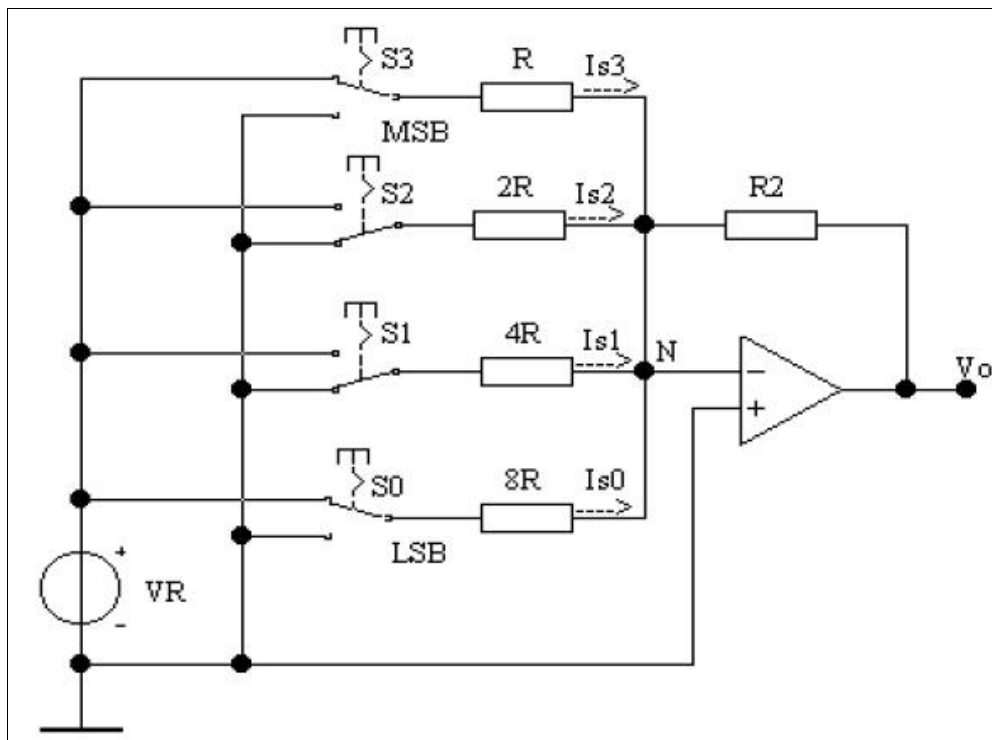 S3 R Is3
MSB
S2 2R Is2 R2
S1 4R Is1 N
− + Vo
S0 8R Is0
LSB
+ VR −